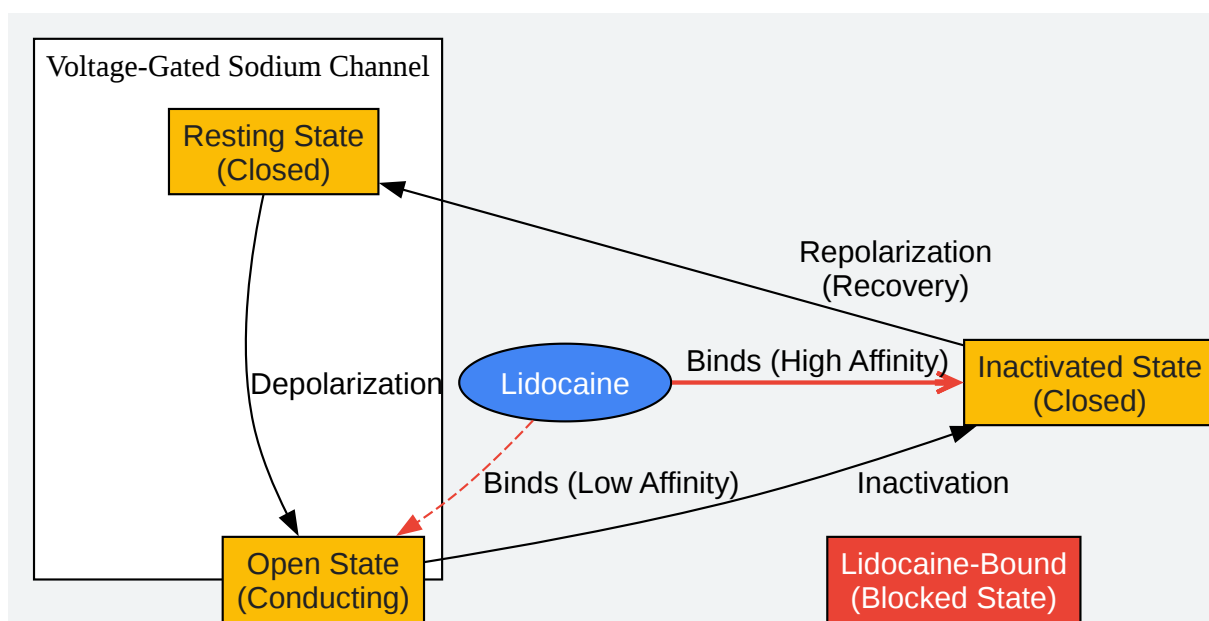 Voltage-Gated Sodium Channel
Resting State
(Closed)
Repolarization
(Recovery)
Depolarization
Lidocaine
Binds (High Affinity)
Inactivated State
(Closed)
Binds (Low Affinity)
Inactivation
Open State
(Conducting)
Lidocaine-Bound
(Blocked State)